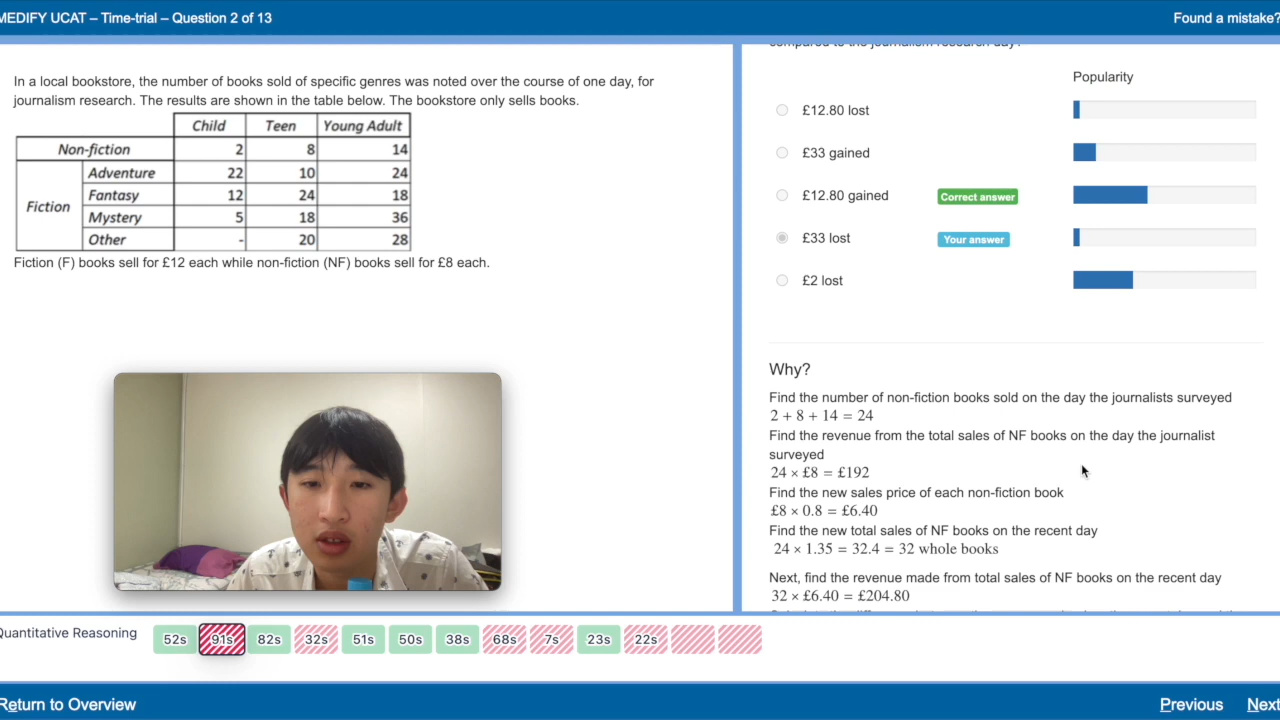 MEDIFY UCAT – Time-trial – Question 2 of 13
Found a mistake?
In a local bookstore, the number of books sold of specific genres was noted over the course of one day, for
journalism research. The results are shown in the table below. The bookstore only sells books.
Child Teen Young Adult
Non-fiction 2 8 14
Fiction
Adventure 22 10 24
Fantasy 12 24 18
Mystery 5 18 36
Other - 20 28
Fiction (F) books sell for £12 each while non-fiction (NF) books sell for £8 each.
compared to the journalism research day?
Popularity
£12.80 lost
£33 gained
£12.80 gained Correct answer
£33 lost Your answer
£2 lost
Why?
Find the number of non-fiction books sold on the day the journalists surveyed
2 + 8 + 14 = 24
Find the revenue from the total sales of NF books on the day the journalist
surveyed
24 × £8 = £192
Find the new sales price of each non-fiction book
£8 × 0.8 = £6.40
Find the new total sales of NF books on the recent day
24 × 1.35 = 32.4 = 32 whole books
Next, find the revenue made from total sales of NF books on the recent day
32 × £6.40 = £204.80
Quantitative Reasoning 52s 91s 82s 32s 51s 50s 38s 68s 7s 23s 22s
Return to Overview
Previous Next